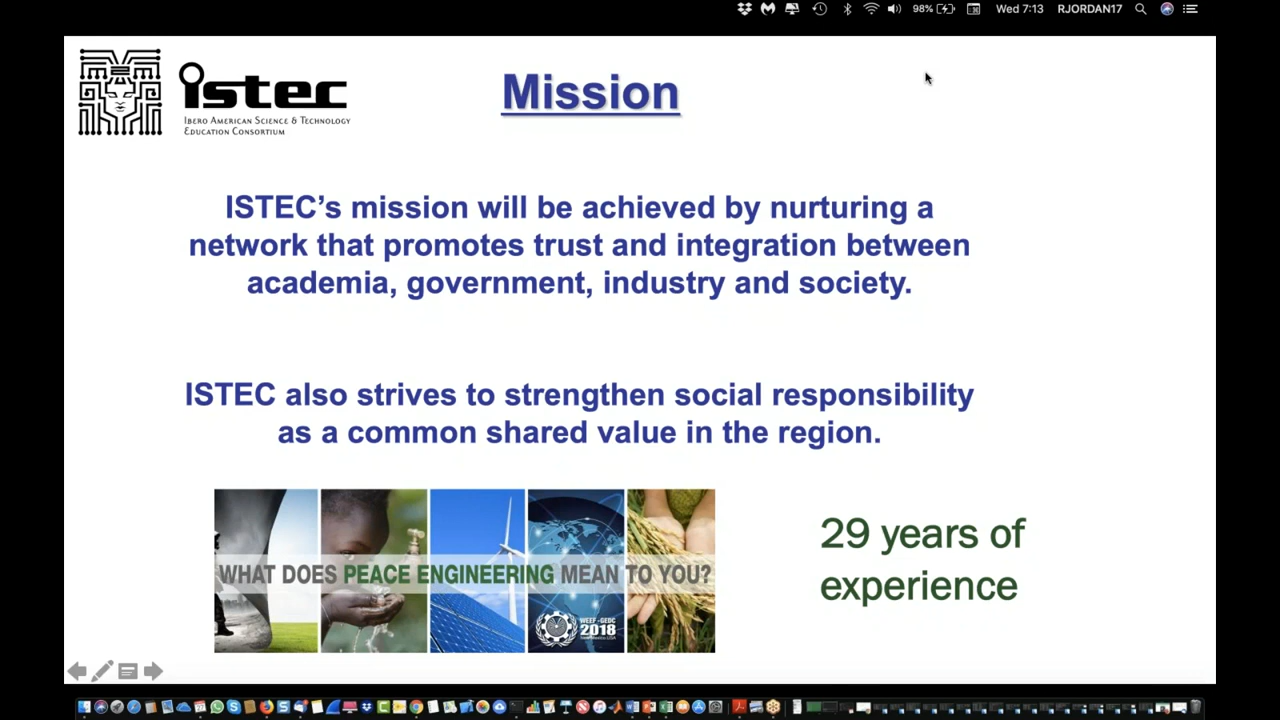 98%
Wed 7:13
RJORDAN17
istec
IBERO AMERICAN SCIENCE & TECHNOLOGY
EDUCATION CONSORTIUM
Mission
ISTEC’s mission will be achieved by nurturing a
network that promotes trust and integration between
academia, government, industry and society.
ISTEC also strives to strengthen social responsibility
as a common shared value in the region.
WHAT DOES PEACE ENGINEERING MEAN TO YOU?
WEEF-GEDC
2018
29 years of
experience